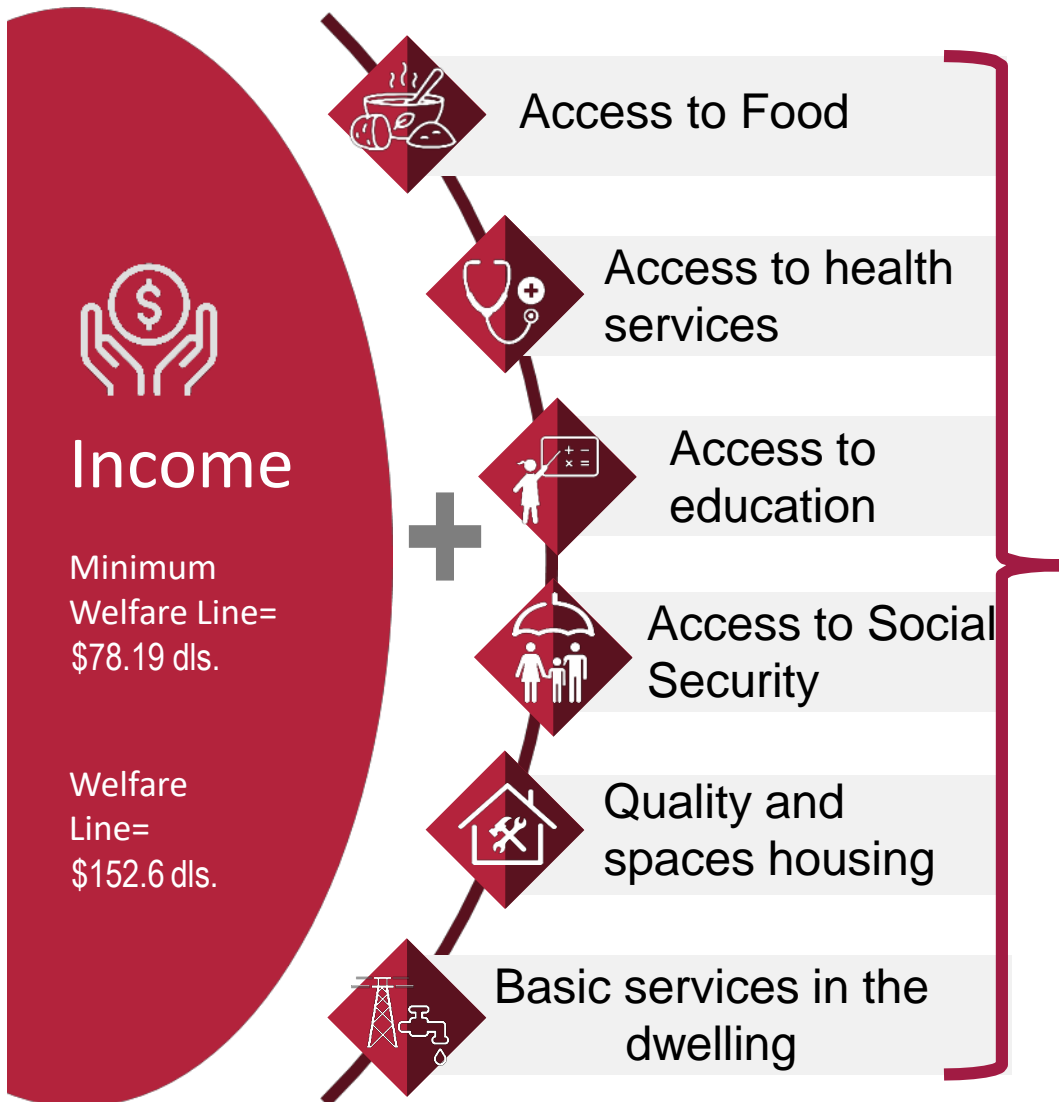 Income
Minimum
Welfare Line=
$78.19 dls.
Welfare
Line=
$152.6 dls.
Access to Food
Access to health
services
Access to
education
Access to Social
Security
Quality and
spaces housing
Basic services in the
dwelling